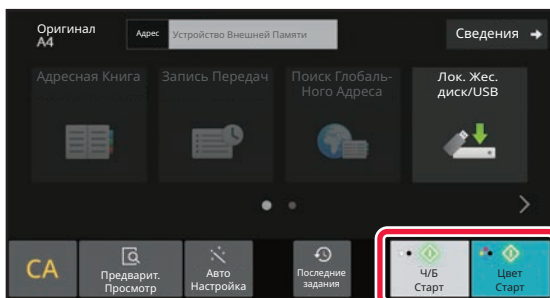 Оригинал
A4
Адрес
Устройство Внешней Памяти
Сведения
Адресная Книга
Запись Передач
Поиск Глобаль-
Ного Адреса
Лок. Жес.
диск/USB
CA
Предварит.
Просмотр
Авто
Настройка
Последние
задания
Ч/Б
Старт
Цвет
Старт